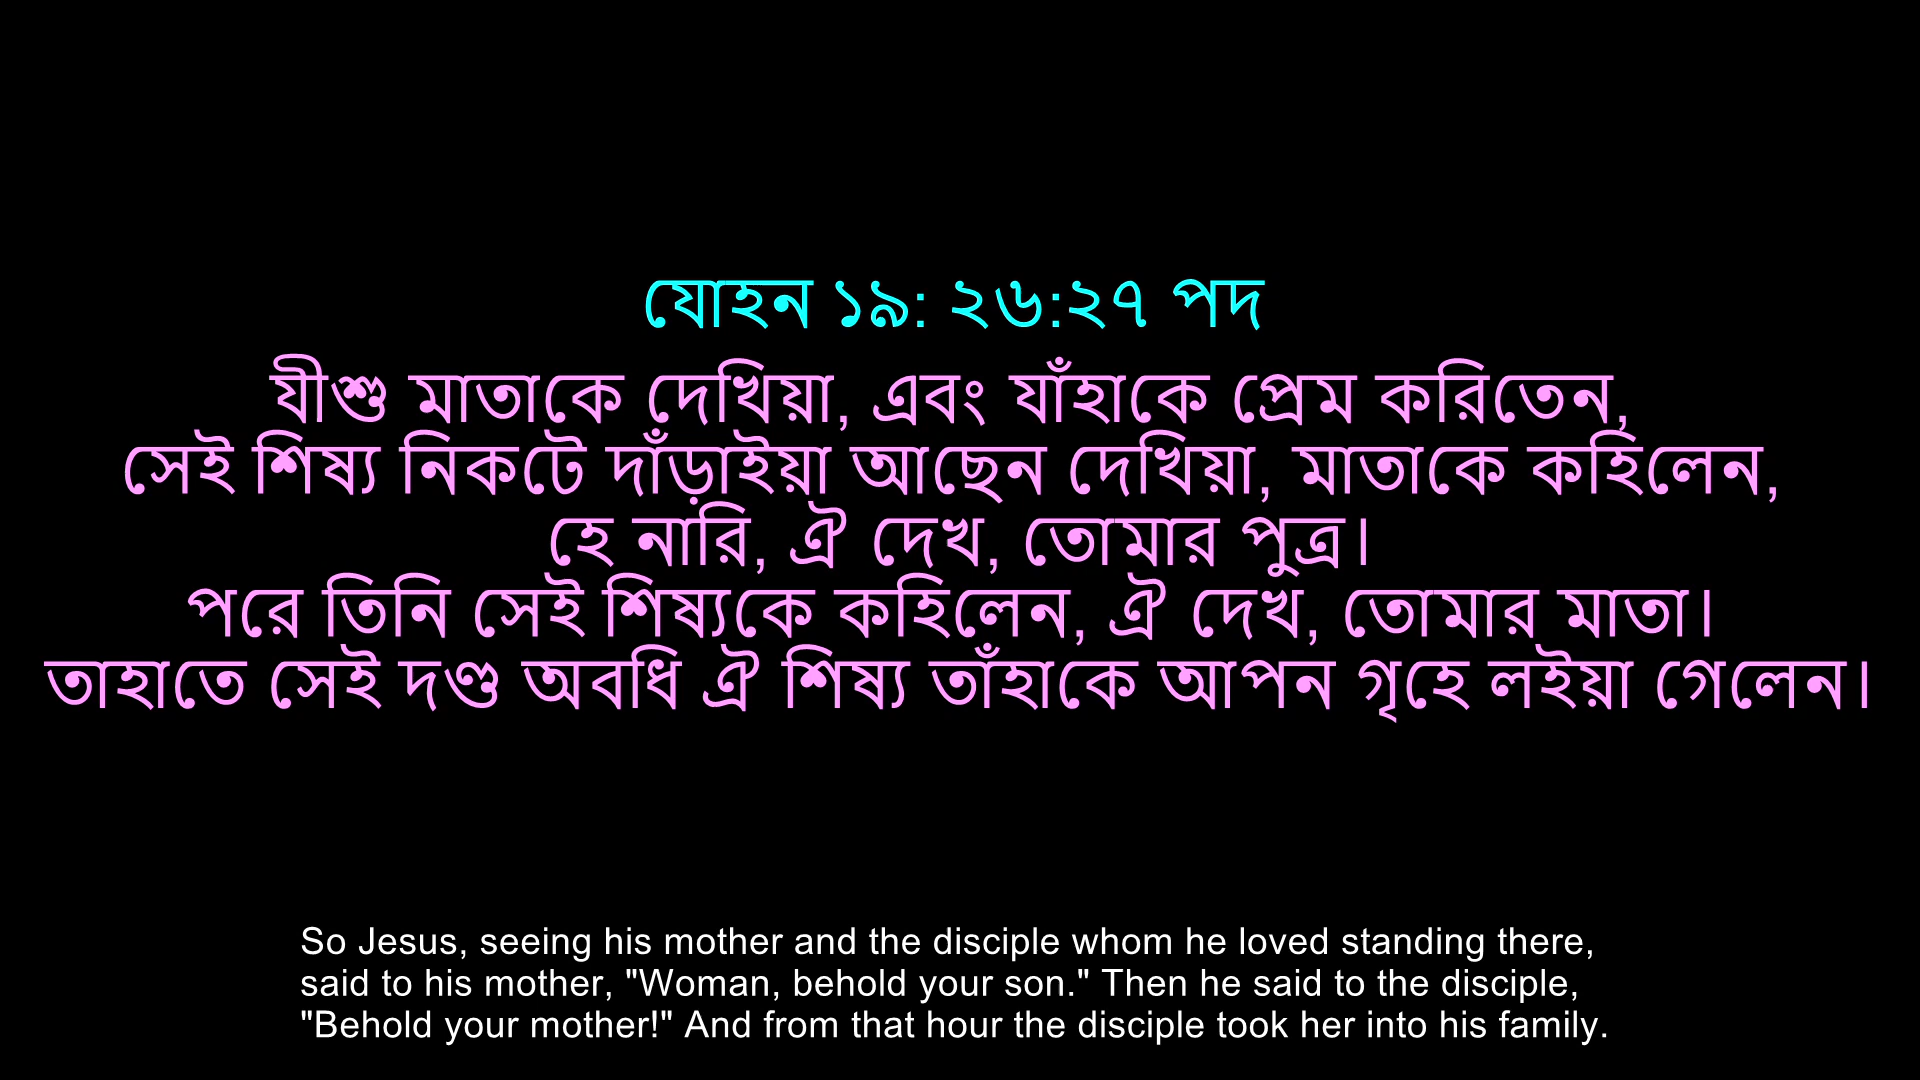 যোহন ১৯: ২৬:২৭ পদ
যীশু মাতাকে দেখিয়া, এবং যাঁহাকে প্রেম করিতেন,
সেই শিষ্য নিকটে দাঁড়াইয়া আছেন দেখিয়া, মাতাকে কহিলেন,
হে নারি, ঐ দেখ, তোমার পুত্র।
পরে তিনি সেই শিষ্যকে কহিলেন, ঐ দেখ, তোমার মাতা।
তাহাতে সেই দণ্ড অবধি ঐ শিষ্য তাঁহাকে আপন গৃহে লইয়া গেলেন।
So Jesus, seeing his mother and the disciple whom he loved standing there,
said to his mother, "Woman, behold your son." Then he said to the disciple,
"Behold your mother!" And from that hour the disciple took her into his family.